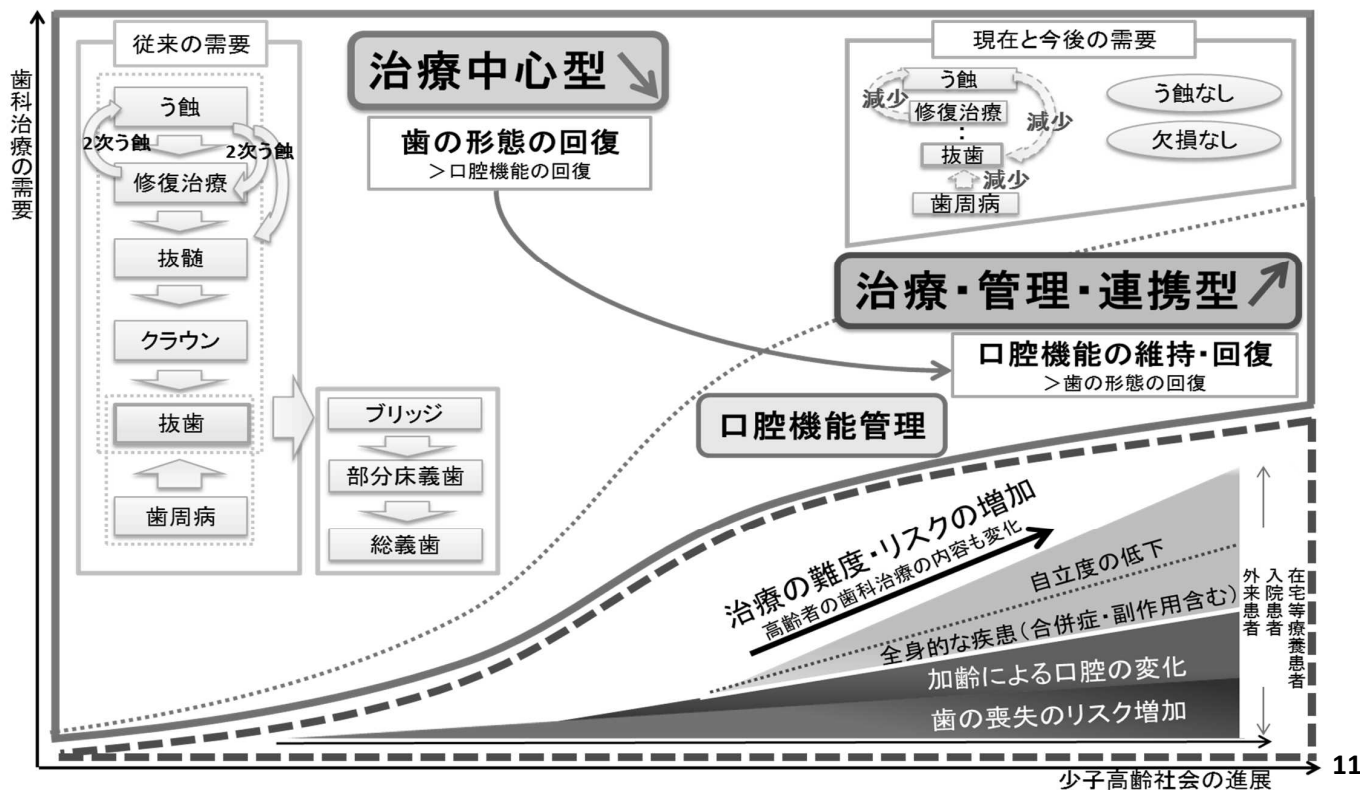 歯科治療の需要
従来の需要
う蝕
2次う蝕
2次う蝕
修復治療
抜髄
クラウン
抜歯
歯周病
ブリッジ
部分床義歯
総義歯
治療中心型
歯の形態の回復
>口腔機能の回復
現在と今後の需要
う蝕
減少
修復治療
減少
抜歯
減少
歯周病
う蝕なし
欠損なし
治療・管理・連携型
口腔機能の維持・回復
>歯の形態の回復
口腔機能管理
治療の難度・リスクの増加
高齢者の歯科治療の内容も変化
自立度の低下
全身的な疾患(合併症・副作用含む)
加齢による口腔の変化
歯の喪失のリスク増加
在宅等療養患者
入院患者
外来患者
少子高齢社会の進展
11